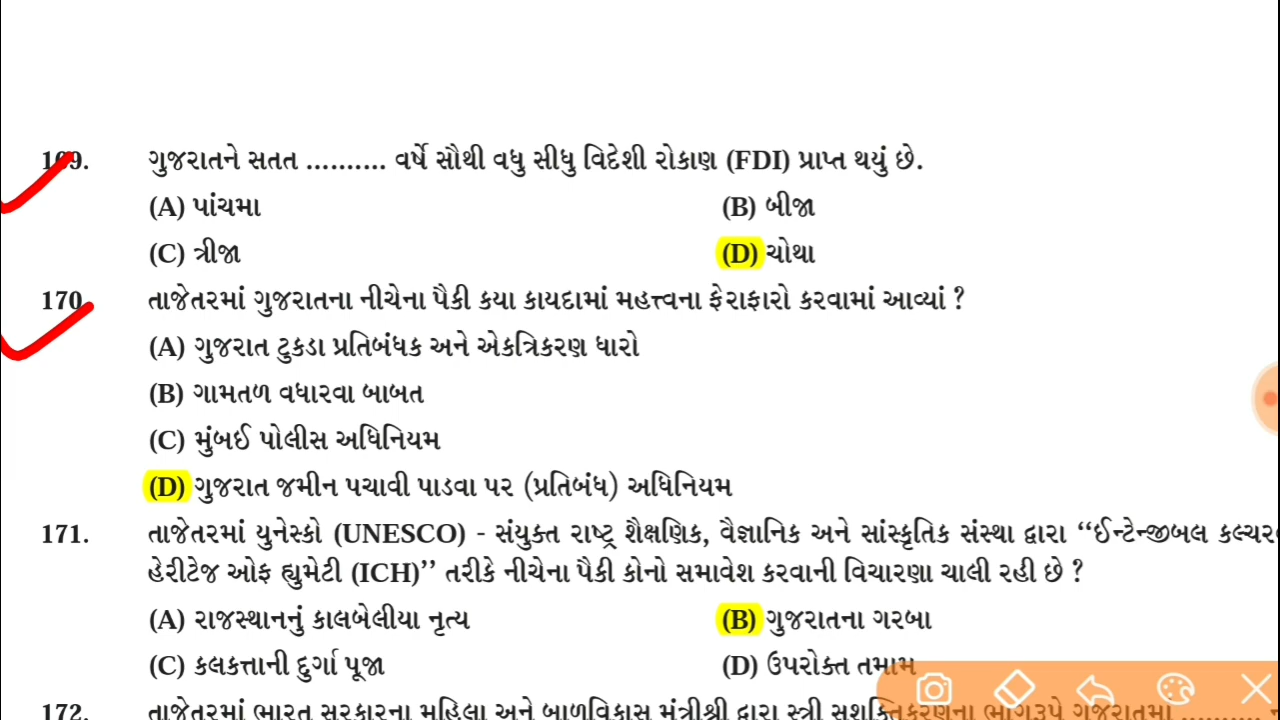 169. ગુજરાતને સતત .......... વર્ષે સૌથી વધુ સીધુ વિદેશી રોકાણ (FDI) પ્રાપ્ત થયું છે.
(A) પાંચમા (B) બીજા
(C) ત્રીજા (D) ચોથા
170. તાજેતરમાં ગુજરાતના નીચેના પૈકી કયા કાયદામાં મહત્ત્વના ફેરાફારો કરવામાં આવ્યાં ?
(A) ગુજરાત ટુકડા પ્રતિબંધક અને એકત્રિકરણ ધારો
(B) ગામતળ વધારવા બાબત
(C) મુંબઈ પોલીસ અધિનિયમ
(D) ગુજરાત જમીન પચાવી પાડવા પર (પ્રતિબંધ) અધિનિયમ
171. તાજેતરમાં યુનેસ્કો (UNESCO) - સંયુક્ત રાષ્ટ્ર શૈક્ષણિક, વૈજ્ઞાનિક અને સાંસ્કૃતિક સંસ્થા દ્વારા “ઈન્ટેન્જીબલ કલ્ચરલ
હેરીટેજ ઓફ હ્યુમેટી (ICH)” તરીકે નીચેના પૈકી કોનો સમાવેશ કરવાની વિચારણા ચાલી રહી છે ?
(A) રાજસ્થાનનું કાલબેલીયા નૃત્ય (B) ગુજરાતના ગરબા
(C) કલકત્તાની દુર્ગા પૂજા (D) ઉપરોક્ત તમામ
172. તાજેતરમાં ભારત સરકારના મહિલા અને બાળવિકાસ મંત્રીશ્રી દ્વારા સ્ત્રી સશક્તિકરણના ભાગરૂપે ગુજરાતમાં ..........